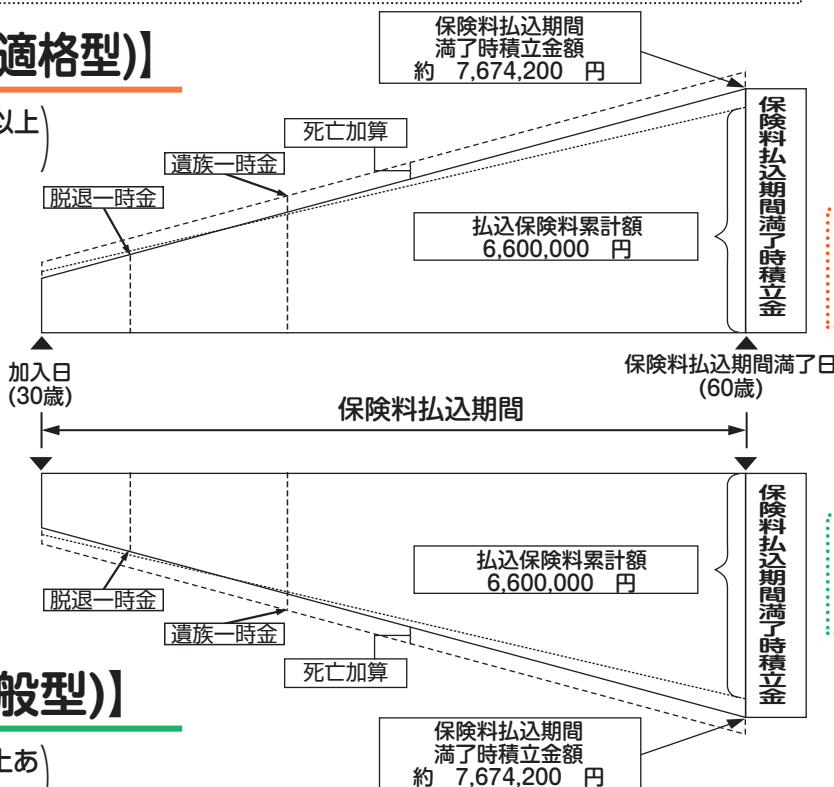 適格型)】
以上
保険料払込期間
満了時積立金額
約 7,674,200 円
死亡加算
遺族一時金
脱退一時金
払込保険料累計額
6,600,000 円
保険料払込期間満了時積立金
加入日
(30歳)
保険料払込期間満了日
(60歳)
保険料払込期間
保険料払込期間満了時積立金
払込保険料累計額
6,600,000 円
脱退一時金
遺族一時金
死亡加算
般型)】
上あ
保険料払込期間
満了時積立金額
約 7,674,200 円